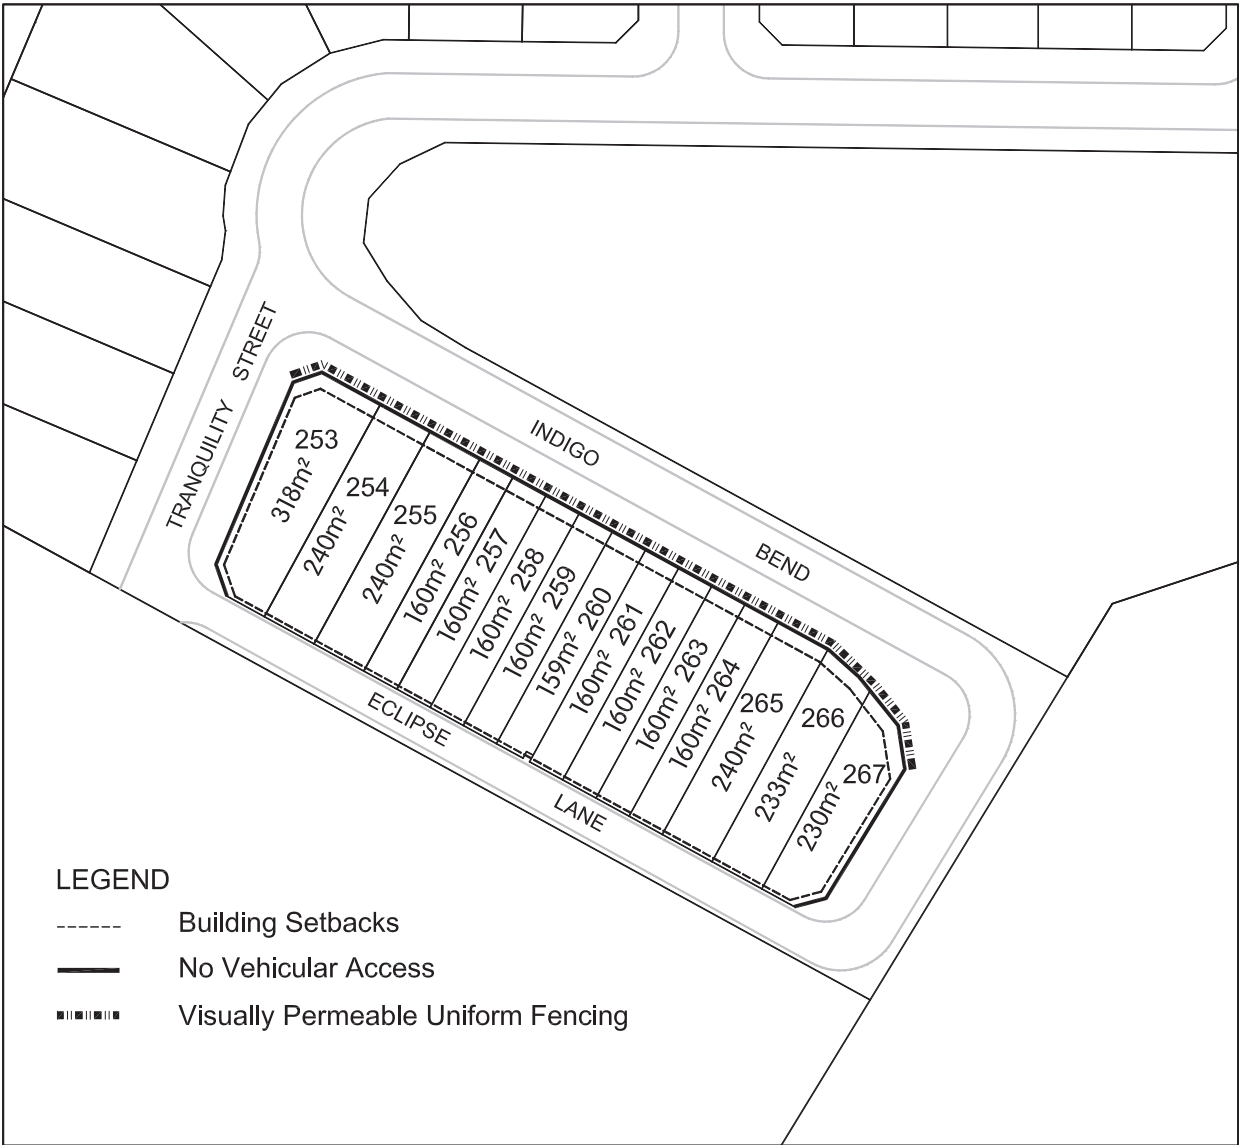 TRANQUILITY STREET
INDIGO BEND
ECLIPSE LANE
253
318m²
254
240m²
255
240m²
256
160m²
257
160m²
258
160m²
259
160m²
260
159m²
261
160m²
262
160m²
263
160m²
264
160m²
265
240m²
266
233m²
267
230m²
LEGEND
Building Setbacks
No Vehicular Access
Visually Permeable Uniform Fencing